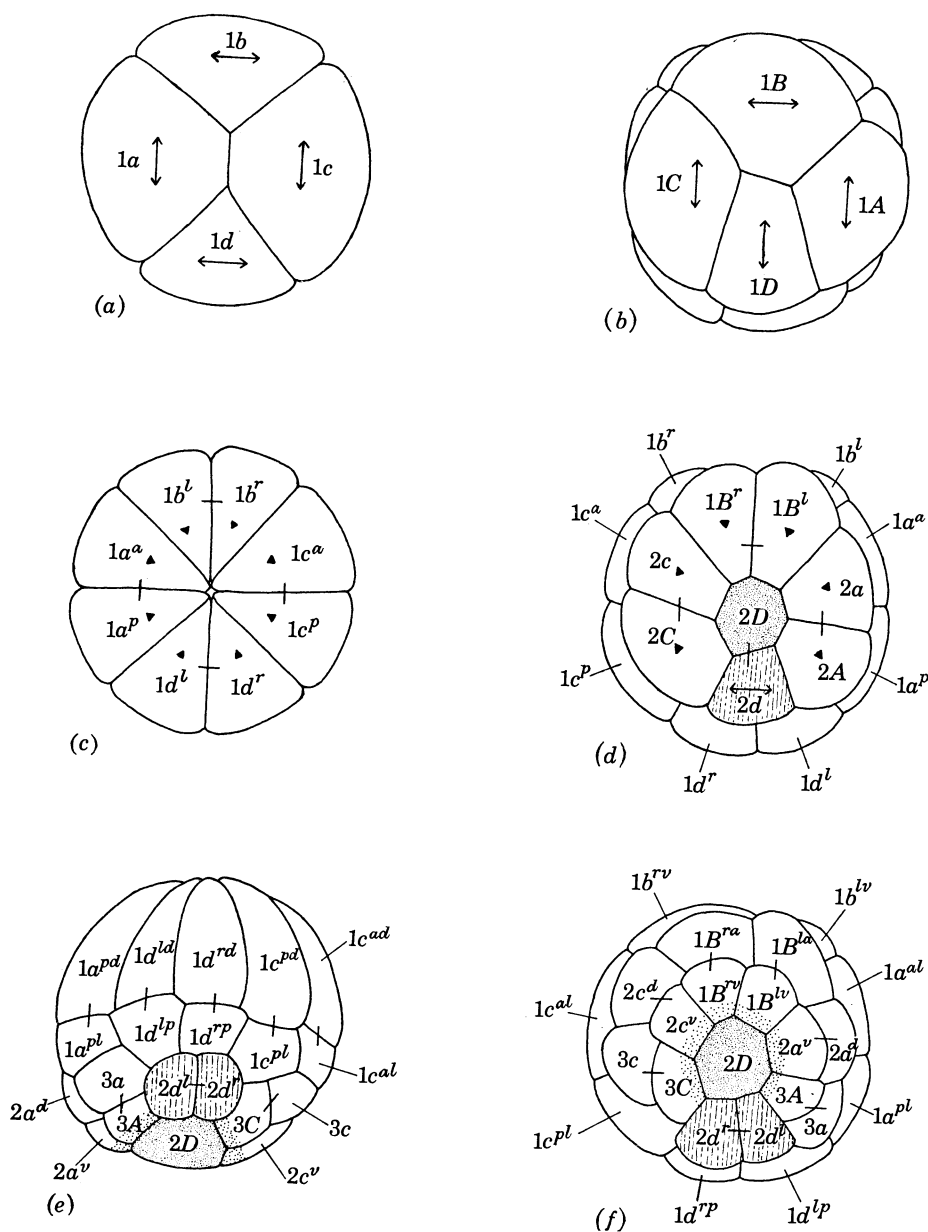 1b
1a
1c
1d
(a)
1B
1C
1A
1D
(b)
1b^l 1b^r
1a^a 1c^a
1a^p 1c^p
1d^l 1d^r
(c)
1b^r 1b^l
1c^a 1B^r 1B^l 1a^a
2c 2a
2D
2C 2A
1c^p 2d 1a^p
1d^r 1d^l
(d)
1a^pd 1d^ld 1d^rd 1c^pd 1c^ad
1a^pl 1d^lp 1d^rp 1c^pl 1c^al
3a 2d^l 2d^r
2a^d 3A 2D 3C 3c
2a^v 2c^v
(e)
1b^rv 1b^lv
1B^ra 1B^la
1c^al 2c^d 1B^rv 1B^lv 1a^al
2c^v 2D 2a^v 2a^d
3c 3C 3A 3a
1c^pl 2d^r 2d^l 1a^pl
1d^rp 1d^lp
(f)